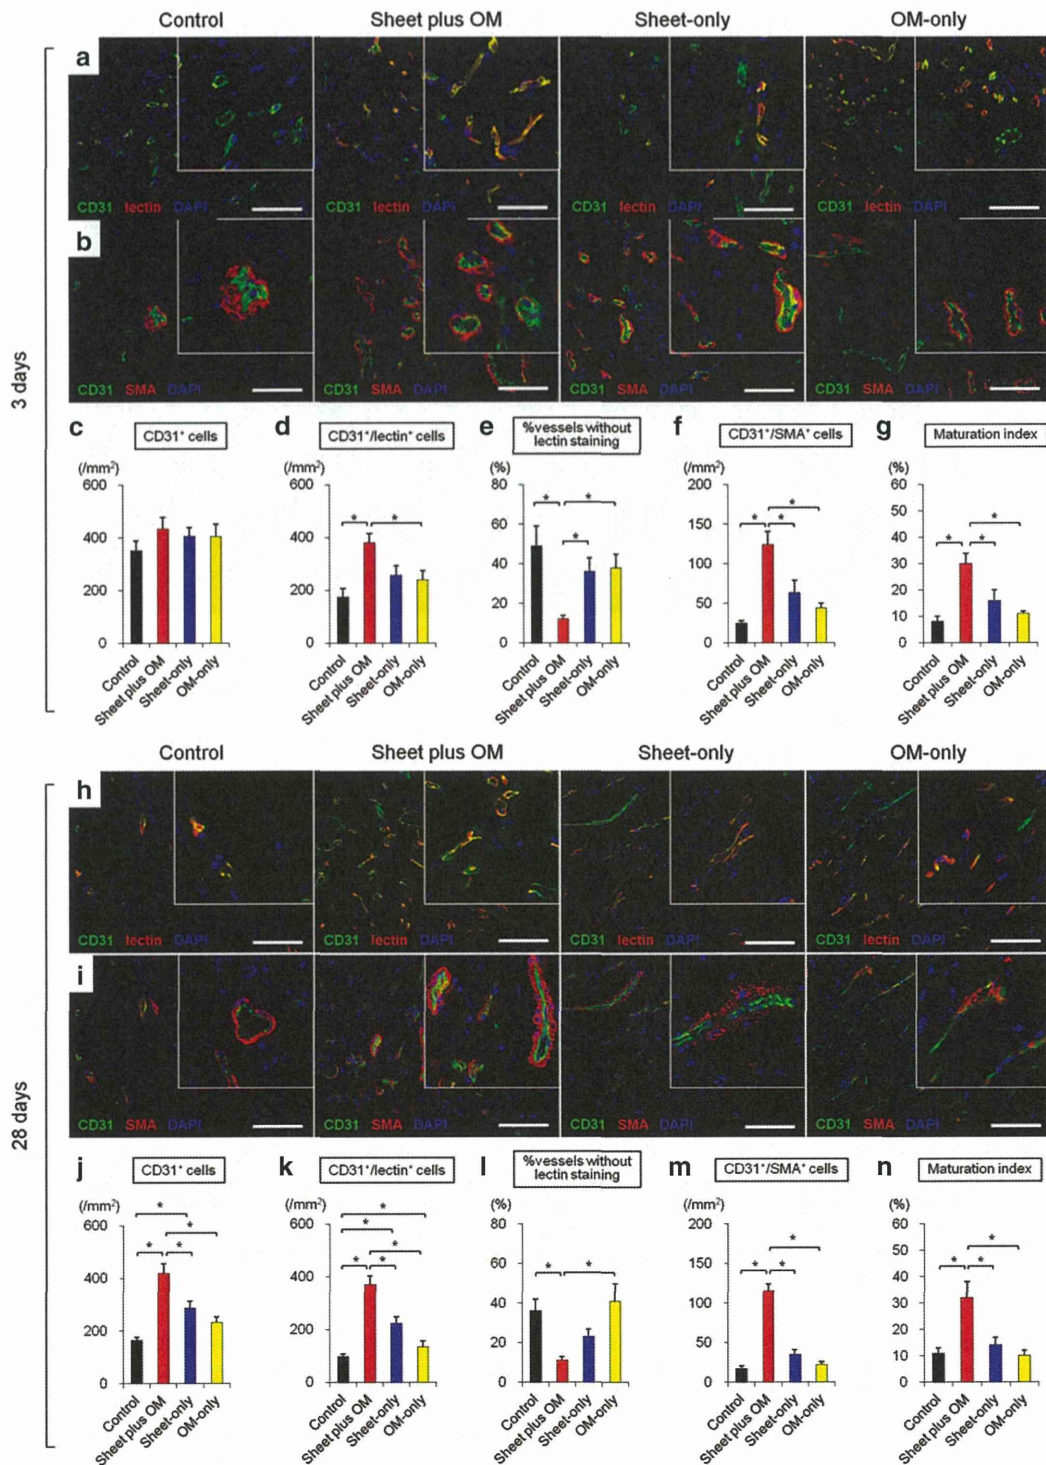 Control Sheet plus OM Sheet-only OM-only
3 days
a
CD31 lectin DAPI CD31 lectin DAPI CD31 lectin DAPI CD31 lectin DAPI
b
CD31 SMA DAPI CD31 SMA DAPI CD31 SMA DAPI CD31 SMA DAPI
c CD31⁺ cells
(/mm²)
600
400
200
0
Control
Sheet plus OM
Sheet-only
OM-only
d CD31⁺/lectin⁺ cells
(/mm²)
600
* *
400
200
0
Control
Sheet plus OM
Sheet-only
OM-only
e %vessels without
lectin staining
(%)
80
* *
60
*
40
20
0
Control
Sheet plus OM
Sheet-only
OM-only
f CD31⁺/SMA⁺ cells
(/mm²)
200
*
* *
150
100
50
0
Control
Sheet plus OM
Sheet-only
OM-only
g Maturation index
(%)
60
50
*
40
* *
30
20
10
0
Control
Sheet plus OM
Sheet-only
OM-only
Control Sheet plus OM Sheet-only OM-only
28 days
h
CD31 lectin DAPI CD31 lectin DAPI CD31 lectin DAPI CD31 lectin DAPI
i
CD31 SMA DAPI CD31 SMA DAPI CD31 SMA DAPI CD31 SMA DAPI
j CD31⁺ cells
(/mm²)
600
*
*
* *
400
200
0
Control
Sheet plus OM
Sheet-only
OM-only
k CD31⁺/lectin⁺ cells
(/mm²)
*
600
*
*
* *
400
200
0
Control
Sheet plus OM
Sheet-only
OM-only
l %vessels without
lectin staining
(%)
80
60
* *
40
20
0
Control
Sheet plus OM
Sheet-only
OM-only
m CD31⁺/SMA⁺ cells
(/mm²)
200
*
* *
150
100
50
0
Control
Sheet plus OM
Sheet-only
OM-only
n Maturation index
(%)
60
*
50
* *
40
30
20
10
0
Control
Sheet plus OM
Sheet-only
OM-only